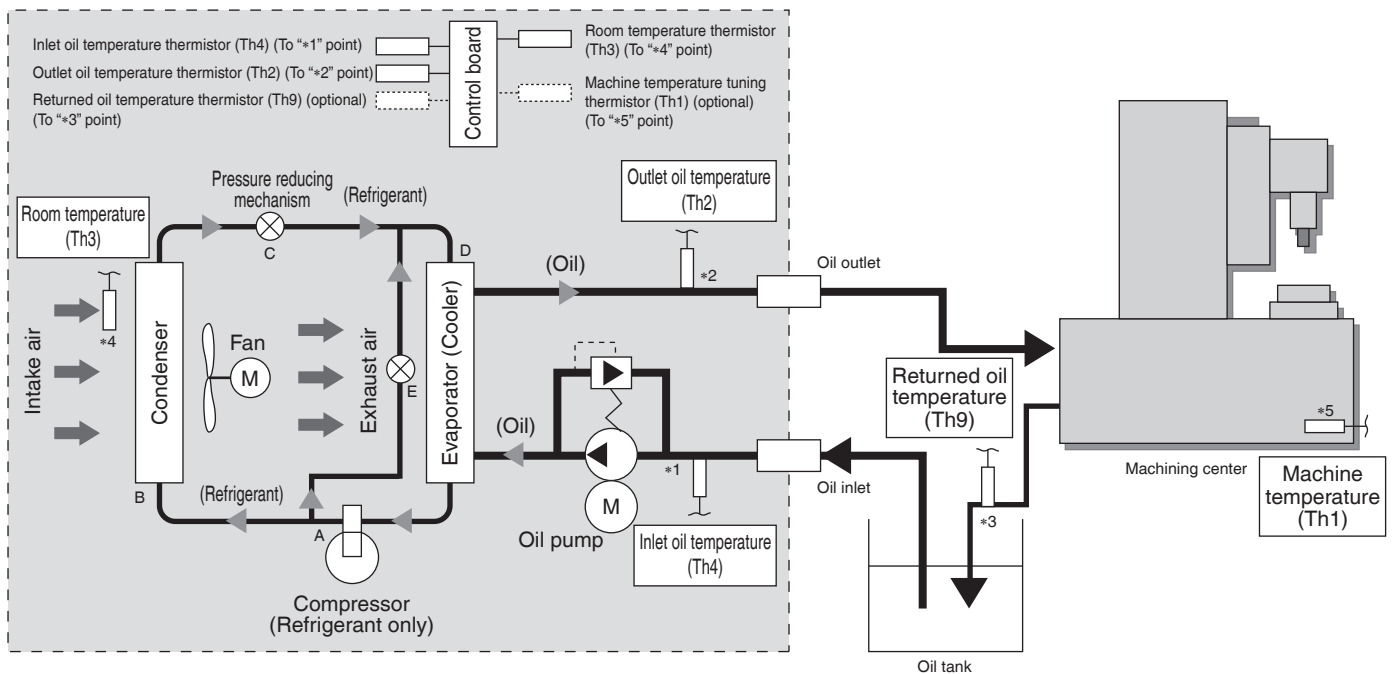 Inlet oil temperature thermistor (Th4) (To “*1” point)
Outlet oil temperature thermistor (Th2) (To “*2” point)
Returned oil temperature thermistor (Th9) (optional)
(To “*3” point)
Control board
Room temperature thermistor
(Th3) (To “*4” point)
Machine temperature tuning
thermistor (Th1) (optional)
(To “*5” point)
Room temperature
(Th3)
Pressure reducing
mechanism
(Refrigerant)
C
D
Outlet oil temperature
(Th2)
*2
(Oil)
Oil outlet
Intake air
*4
Condenser
Fan
M
Exhaust air
E
Evaporator (Cooler)
(Oil)
*1
Oil inlet
Returned oil
temperature
(Th9)
*3
*5
Machining center
Machine
temperature
(Th1)
B
(Refrigerant)
A
M
Oil pump
Inlet oil temperature
(Th4)
Compressor
(Refrigerant only)
Oil tank